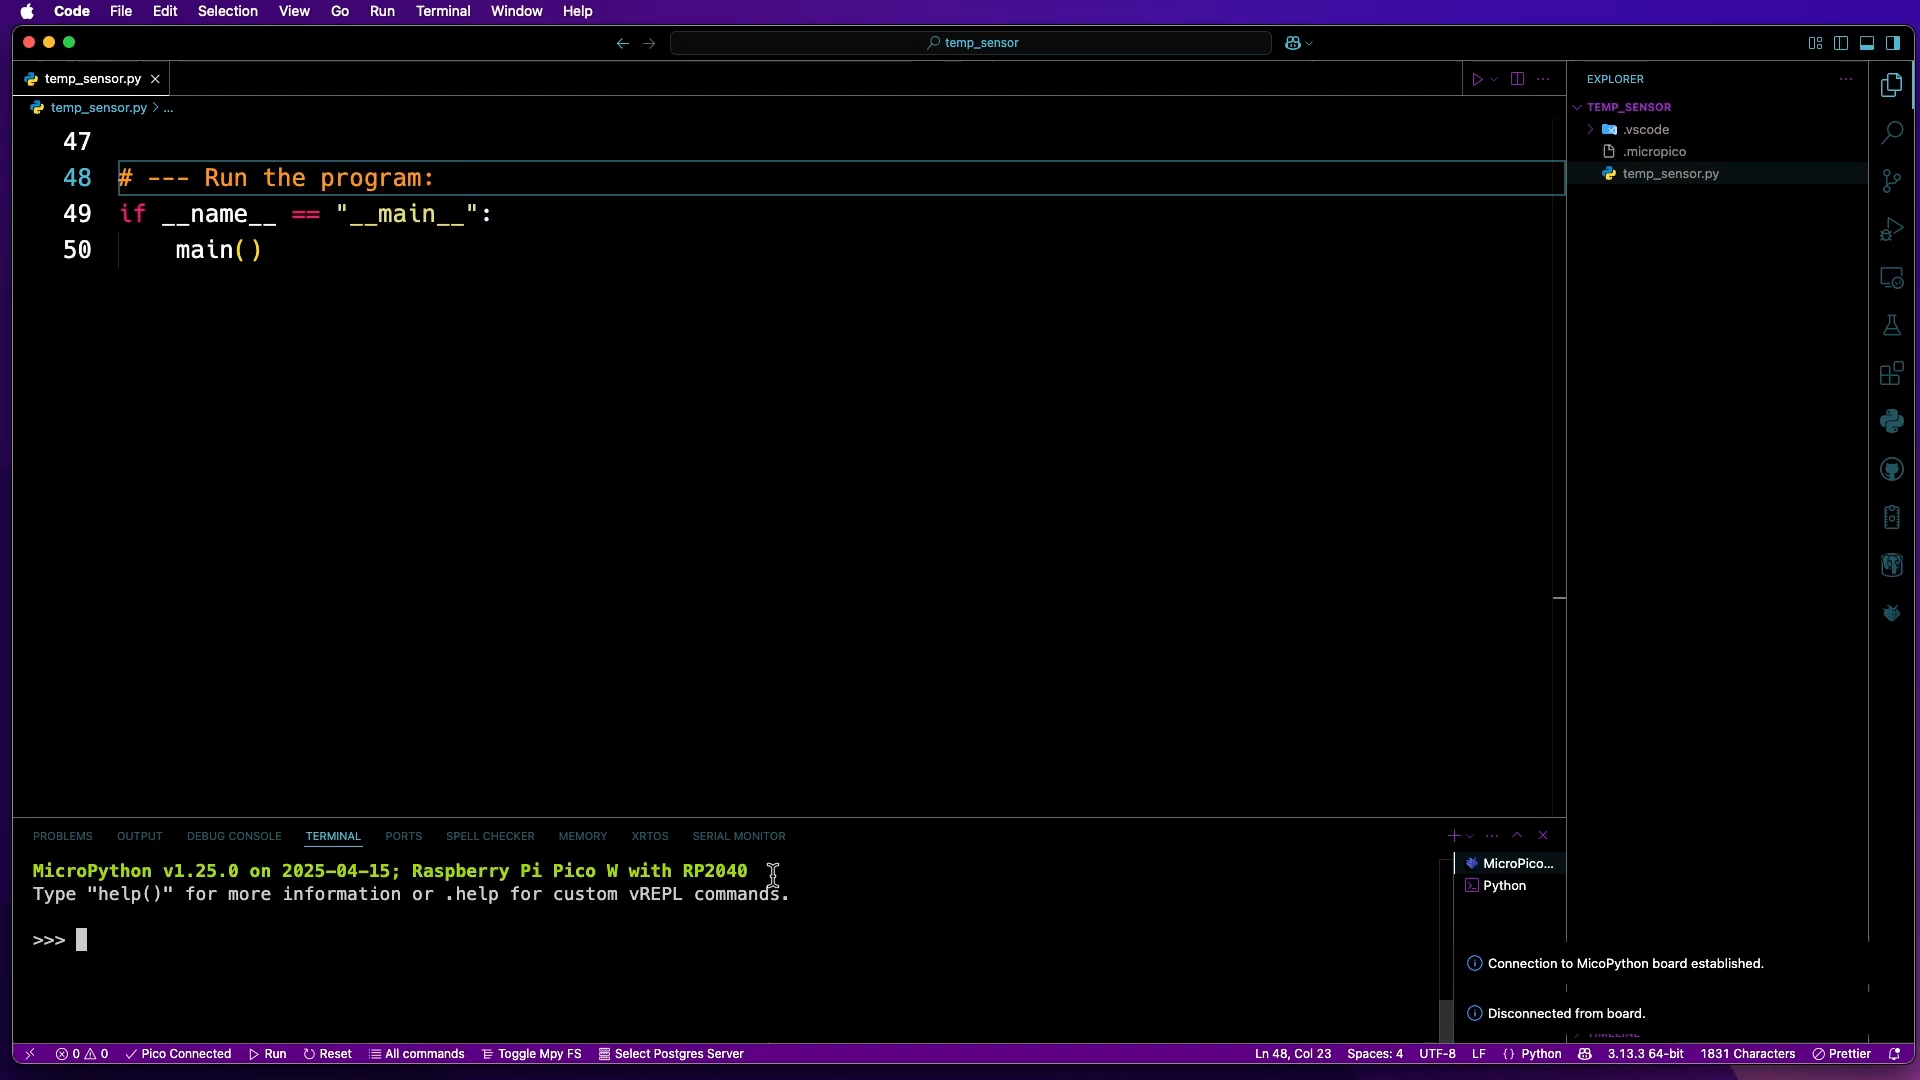 Code File Edit Selection View Go Run Terminal Window Help
temp_sensor
temp_sensor.py
temp_sensor.py > ...
47
48 # --- Run the program:
49 if __name__ == "__main__":
50 main()
EXPLORER
TEMP_SENSOR
.vscode
.micropico
temp_sensor.py
PROBLEMS OUTPUT DEBUG CONSOLE TERMINAL PORTS SPELL CHECKER MEMORY XRTOS SERIAL MONITOR
MicroPython v1.25.0 on 2025-04-15; Raspberry Pi Pico W with RP2040
Type "help()" for more information or .help for custom vREPL commands.
>>>
MicroPico...
Python
Connection to MicoPython board established.
Disconnected from board.
TIMELINE
0 0 Pico Connected Run Reset All commands Toggle Mpy FS Select Postgres Server Ln 48, Col 23 Spaces: 4 UTF-8 LF {} Python 3.13.3 64-bit 1831 Characters Prettier